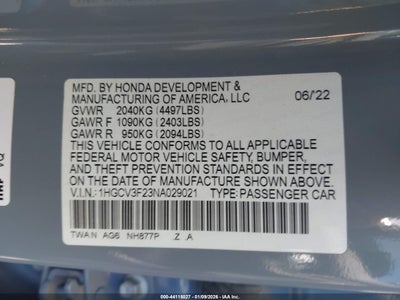 MFD. BY HONDA DEVELOPMENT &
MANUFACTURING OF AMERICA, LLC 06/22
GVWR 2040KG (4497LBS)
GAWR F 1090KG (2403LBS)
GAWR R 950KG (2094LBS)
THIS VEHICLE CONFORMS TO ALL APPLICABLE
FEDERAL MOTOR VEHICLE SAFETY, BUMPER,
AND THEFT PREVENTION STANDARDS IN EFFECT
ON THE DATE OF MANUFACTURE SHOWN ABOVE.
V.I.N.: 1HGCV3F23NA029021 TYPE:PASSENGER CAR
TWA N AG6 NH877P Z A
000-44118027 - 01/09/2026 - IAA Inc.